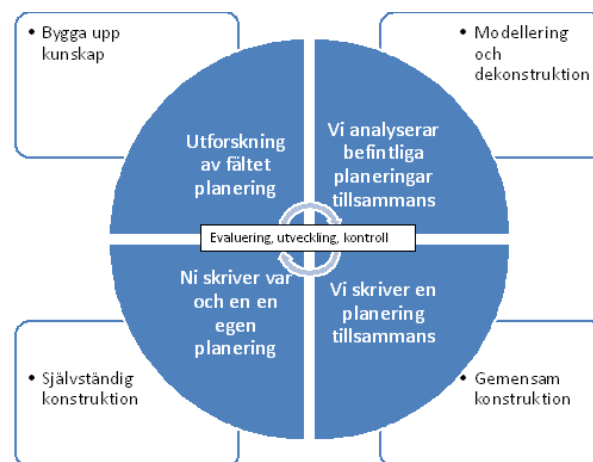 • Bygga upp
kunskap
• Modellering
och
dekonstruktion
Utforskning
av fältet
planering
Vi analyserar
befintliga
planeringar
tillsammans
Evaluering, utveckling, kontroll
Ni skriver var
och en en
egen
planering
Vi skriver en
planering
tillsammans
• Självständig
konstruktion
• Gemensam
konstruktion